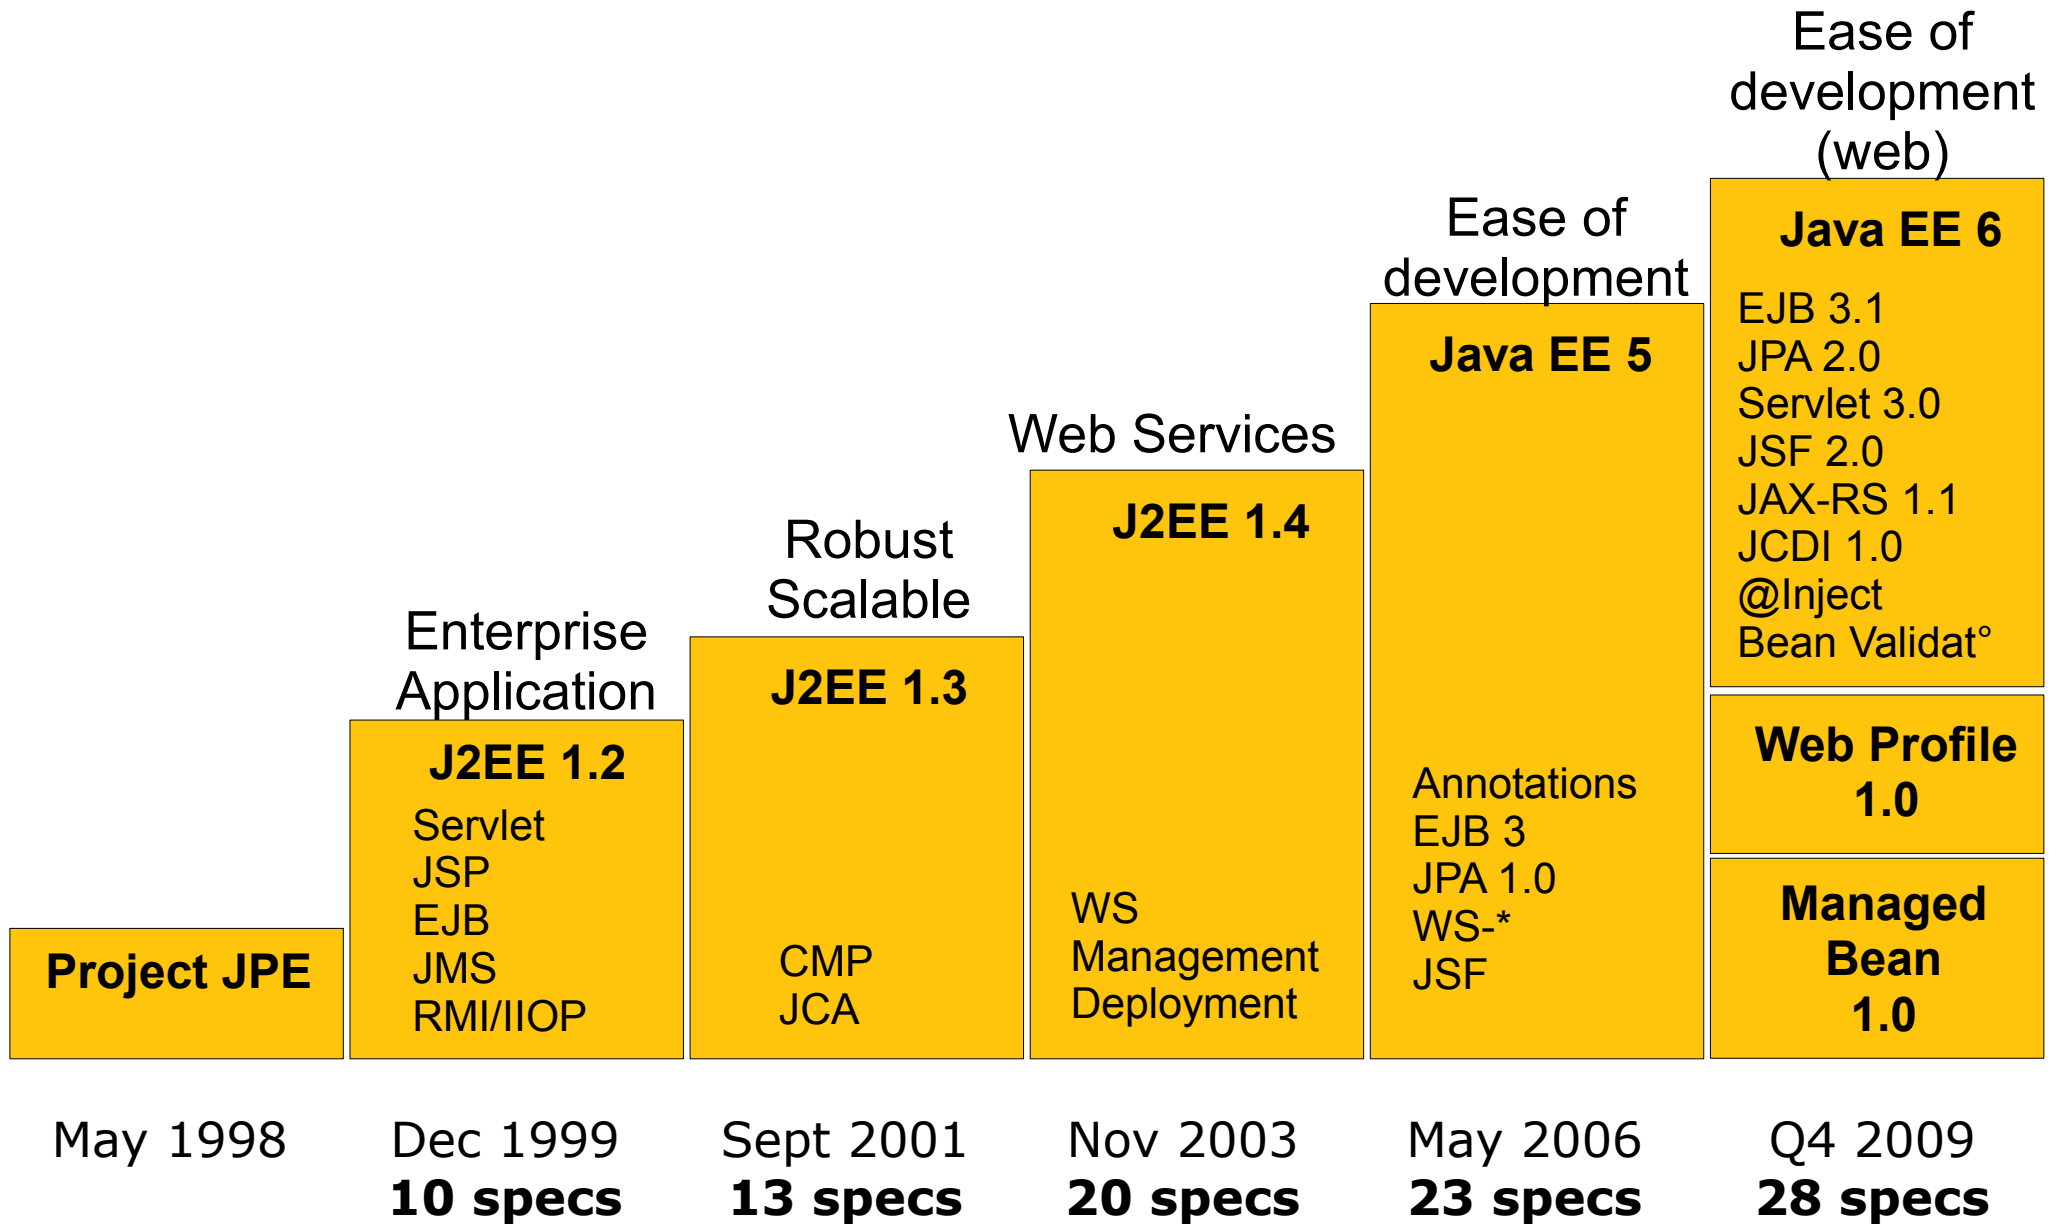 Project JPE
May 1998
Enterprise
Application
J2EE 1.2
Servlet
JSP
EJB
JMS
RMI/IIOP
Dec 1999
10 specs
Robust
Scalable
J2EE 1.3
CMP
JCA
Sept 2001
13 specs
Web Services
J2EE 1.4
WS
Management
Deployment
Nov 2003
20 specs
Ease of
development
Java EE 5
Annotations
EJB 3
JPA 1.0
WS-*
JSF
May 2006
23 specs
Ease of
development
(web)
Java EE 6
EJB 3.1
JPA 2.0
Servlet 3.0
JSF 2.0
JAX-RS 1.1
JCDI 1.0
@Inject
Bean Validat°
Web Profile
1.0
Managed
Bean
1.0
Q4 2009
28 specs